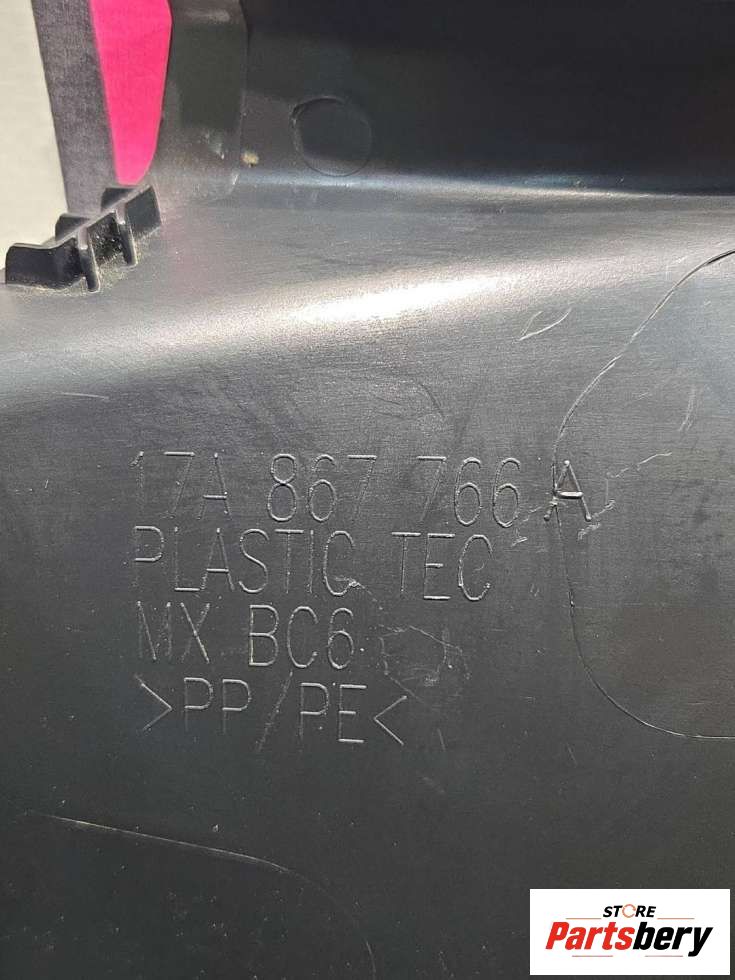 17A 867 766 A
PLASTIC TEC
MX BC6
>PP/PE<
STORE
Partsbery